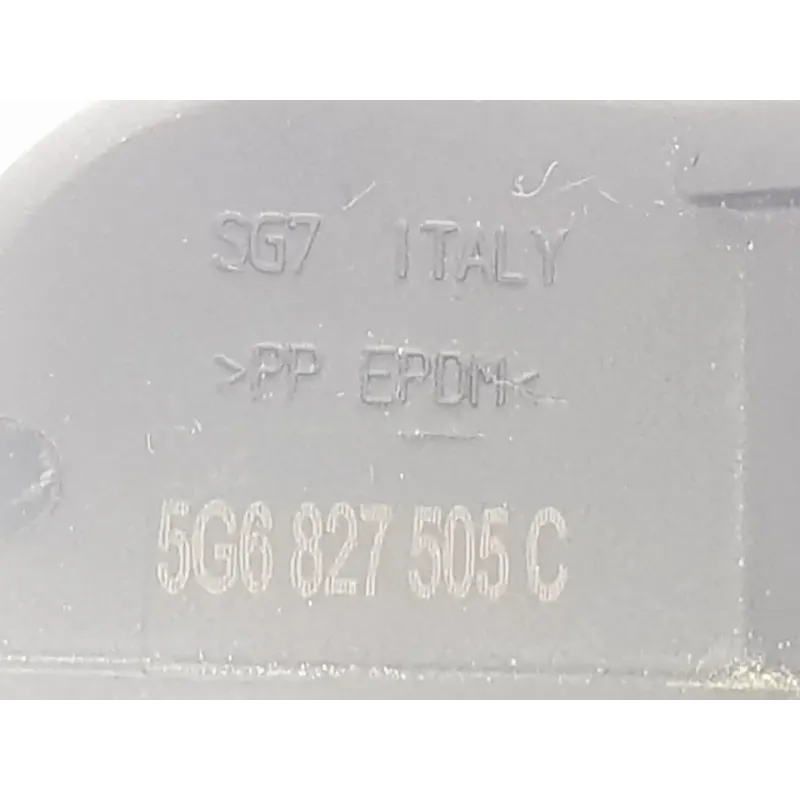 SG7 ITALY
>PP EPDM<
5G6 827 505 C